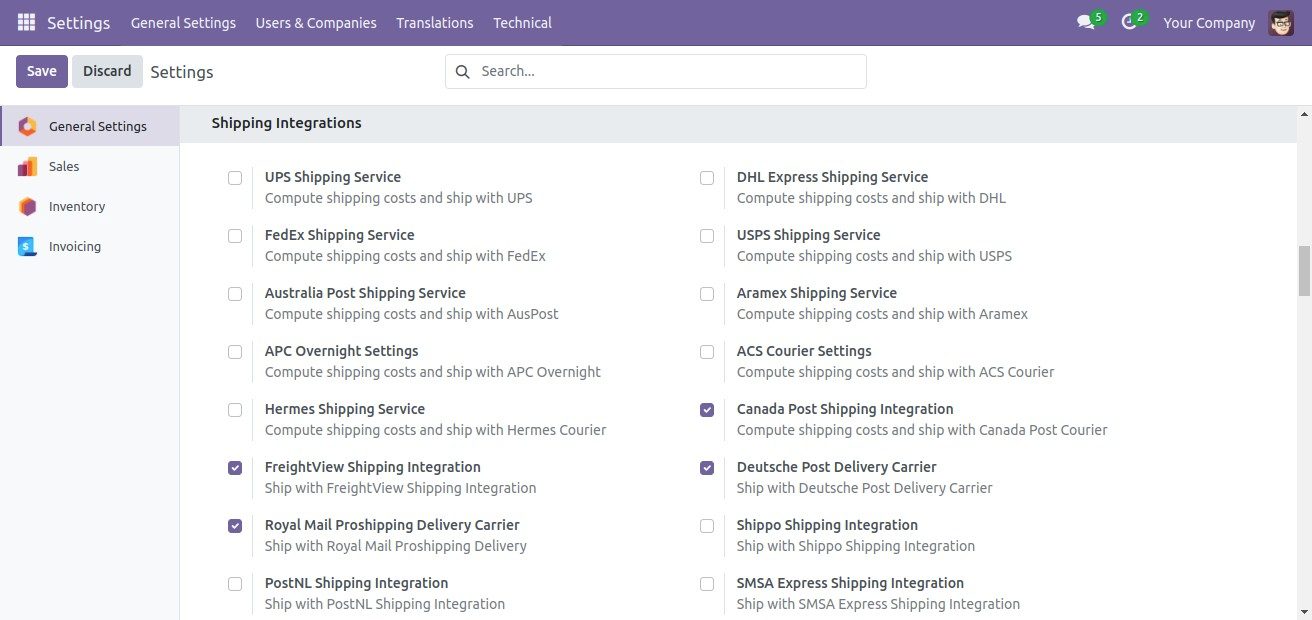 Settings General Settings Users & Companies Translations Technical 5 2 Your Company
Save Discard Settings Search...
General Settings
Sales
Inventory
$ Invoicing
Shipping Integrations
UPS Shipping Service
Compute shipping costs and ship with UPS
DHL Express Shipping Service
Compute shipping costs and ship with DHL
FedEx Shipping Service
Compute shipping costs and ship with FedEx
USPS Shipping Service
Compute shipping costs and ship with USPS
Australia Post Shipping Service
Compute shipping costs and ship with AusPost
Aramex Shipping Service
Compute shipping costs and ship with Aramex
APC Overnight Settings
Compute shipping costs and ship with APC Overnight
ACS Courier Settings
Compute shipping costs and ship with ACS Courier
Hermes Shipping Service
Compute shipping costs and ship with Hermes Courier
Canada Post Shipping Integration
Compute shipping costs and ship with Canada Post Courier
FreightView Shipping Integration
Ship with FreightView Shipping Integration
Deutsche Post Delivery Carrier
Ship with Deutsche Post Delivery Carrier
Royal Mail Proshipping Delivery Carrier
Ship with Royal Mail Proshipping Delivery
Shippo Shipping Integration
Ship with Shippo Shipping Integration
PostNL Shipping Integration
Ship with PostNL Shipping Integration
SMSA Express Shipping Integration
Ship with SMSA Express Shipping Integration